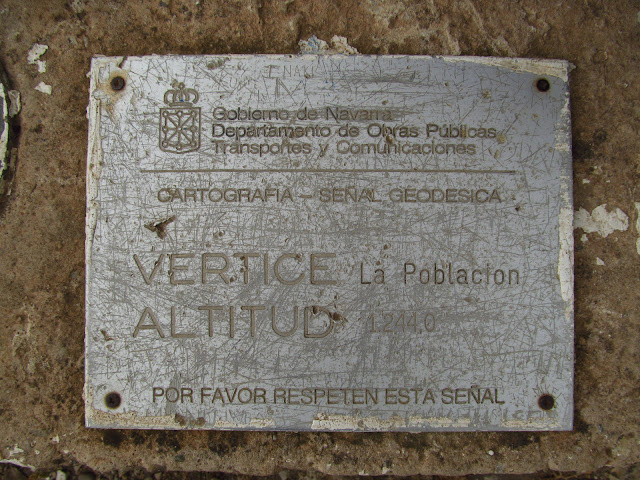 Gobierno de Navarra
Departamento de Obras Públicas
Transportes y Comunicaciones
CARTOGRAFIA - SEÑAL GEODESICA
VERTICE La Poblacion
ALTITUD 1.244,0
POR FAVOR RESPETEN ESTA SEÑAL